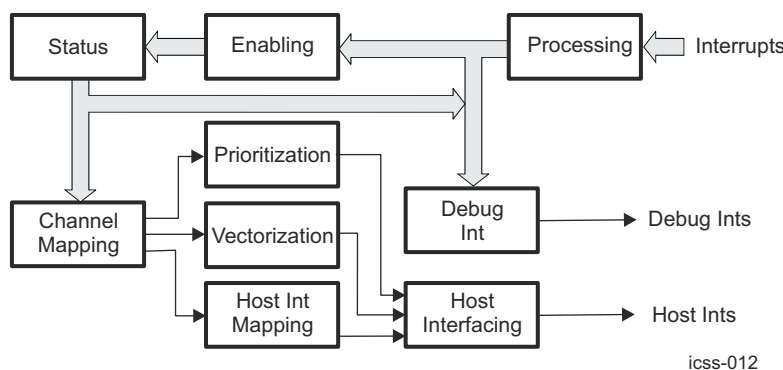 Status
Enabling
Processing
Interrupts
Prioritization
Channel
Mapping
Vectorization
Debug
Int
Debug Ints
Host Int
Mapping
Host
Interfacing
Host Ints
icss-012